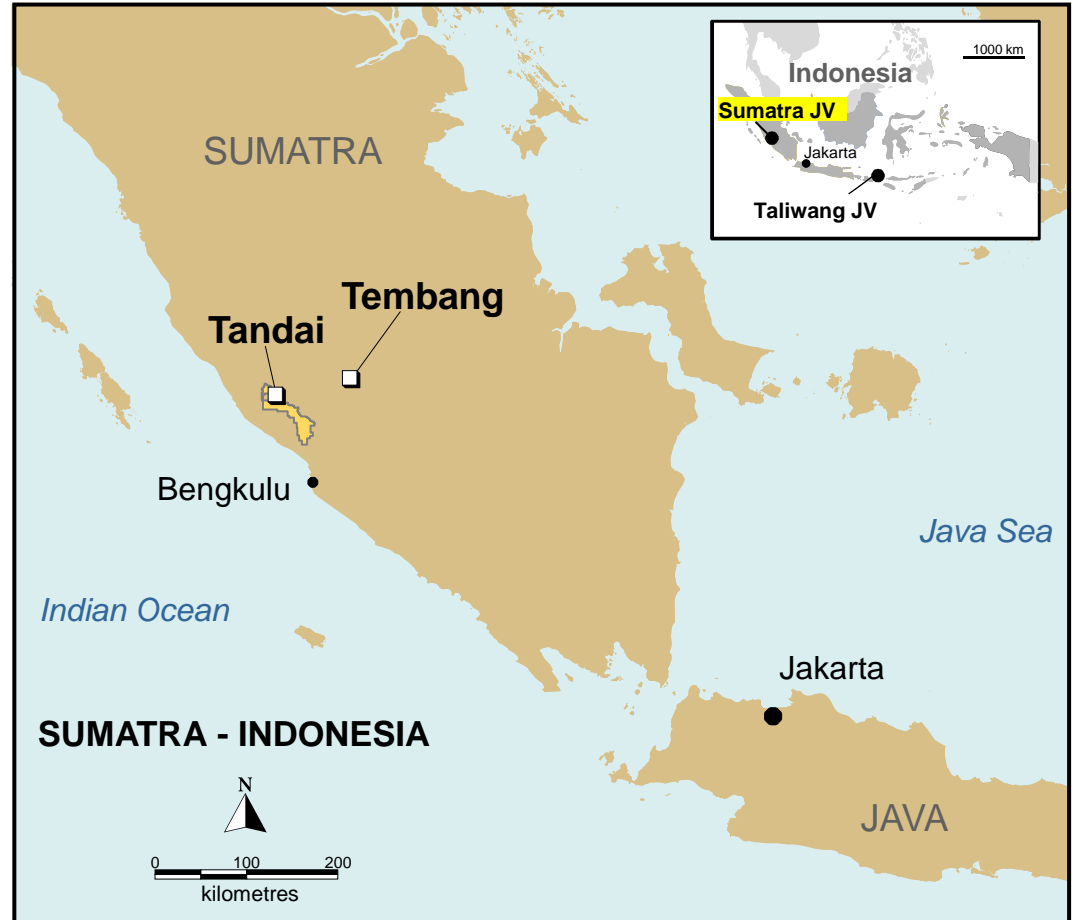 SUMATRA
1000 km
Indonesia
Sumatra JV
Jakarta
Taliwang JV
Tembang
Tandai
Bengkulu
Java Sea
Indian Ocean
Jakarta
SUMATRA - INDONESIA
N
JAVA
0 100 200
kilometres